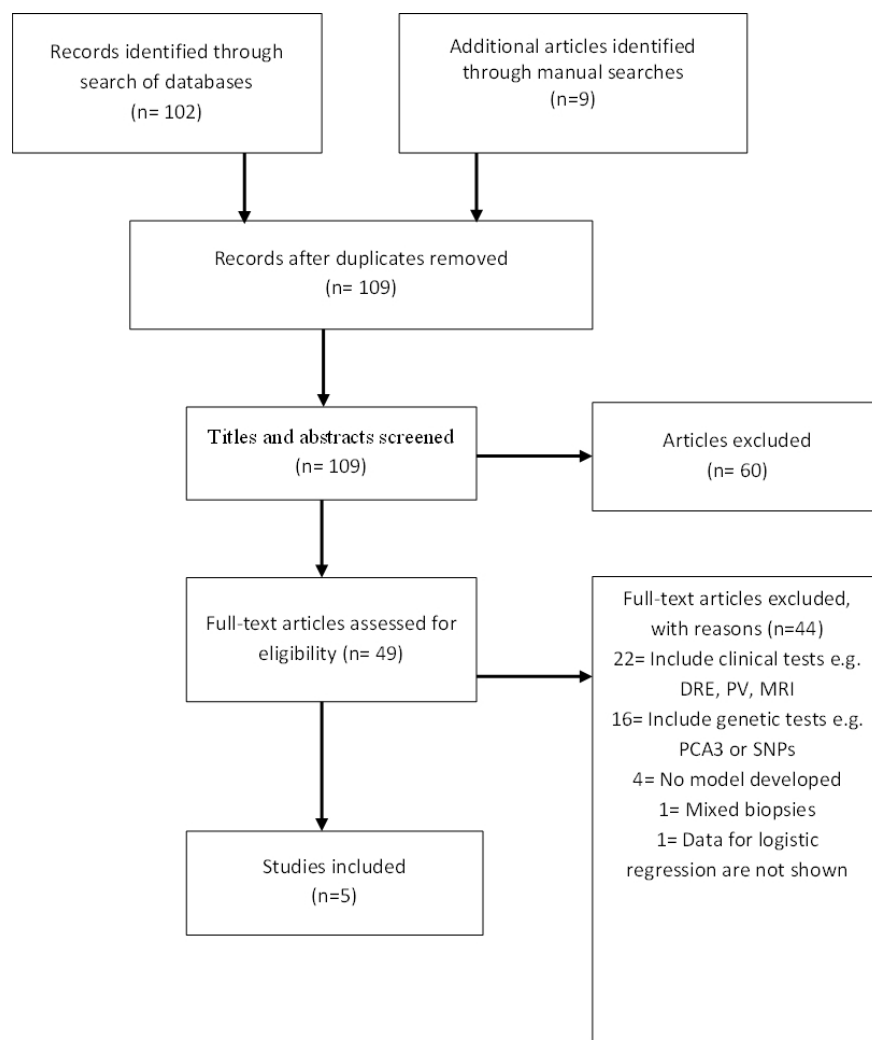 Records identified through
search of databases
(n= 102)
Additional articles identified
through manual searches
(n=9)
Records after duplicates removed
(n= 109)
Titles and abstracts screened
(n= 109)
Articles excluded
(n= 60)
Full-text articles assessed for
eligibility (n= 49)
Full-text articles excluded,
with reasons (n=44)
22= Include clinical tests e.g.
DRE, PV, MRI
16= Include genetic tests e.g.
PCA3 or SNPs
4= No model developed
1= Mixed biopsies
1= Data for logistic
regression are not shown
Studies included
(n=5)